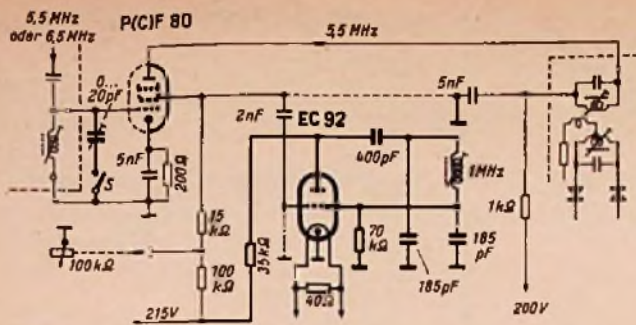 5,5 MHz
oder 6,5 MHz
P(C)F 80
5,5 MHz
0...
20pF
5nF
200Ω
S
2nF
EC 92
400pF
5nF
1MHz
15
kΩ
100kΩ
100
kΩ
35kΩ
70
kΩ
40Ω
185pF
185
pF
1kΩ
215V
200V